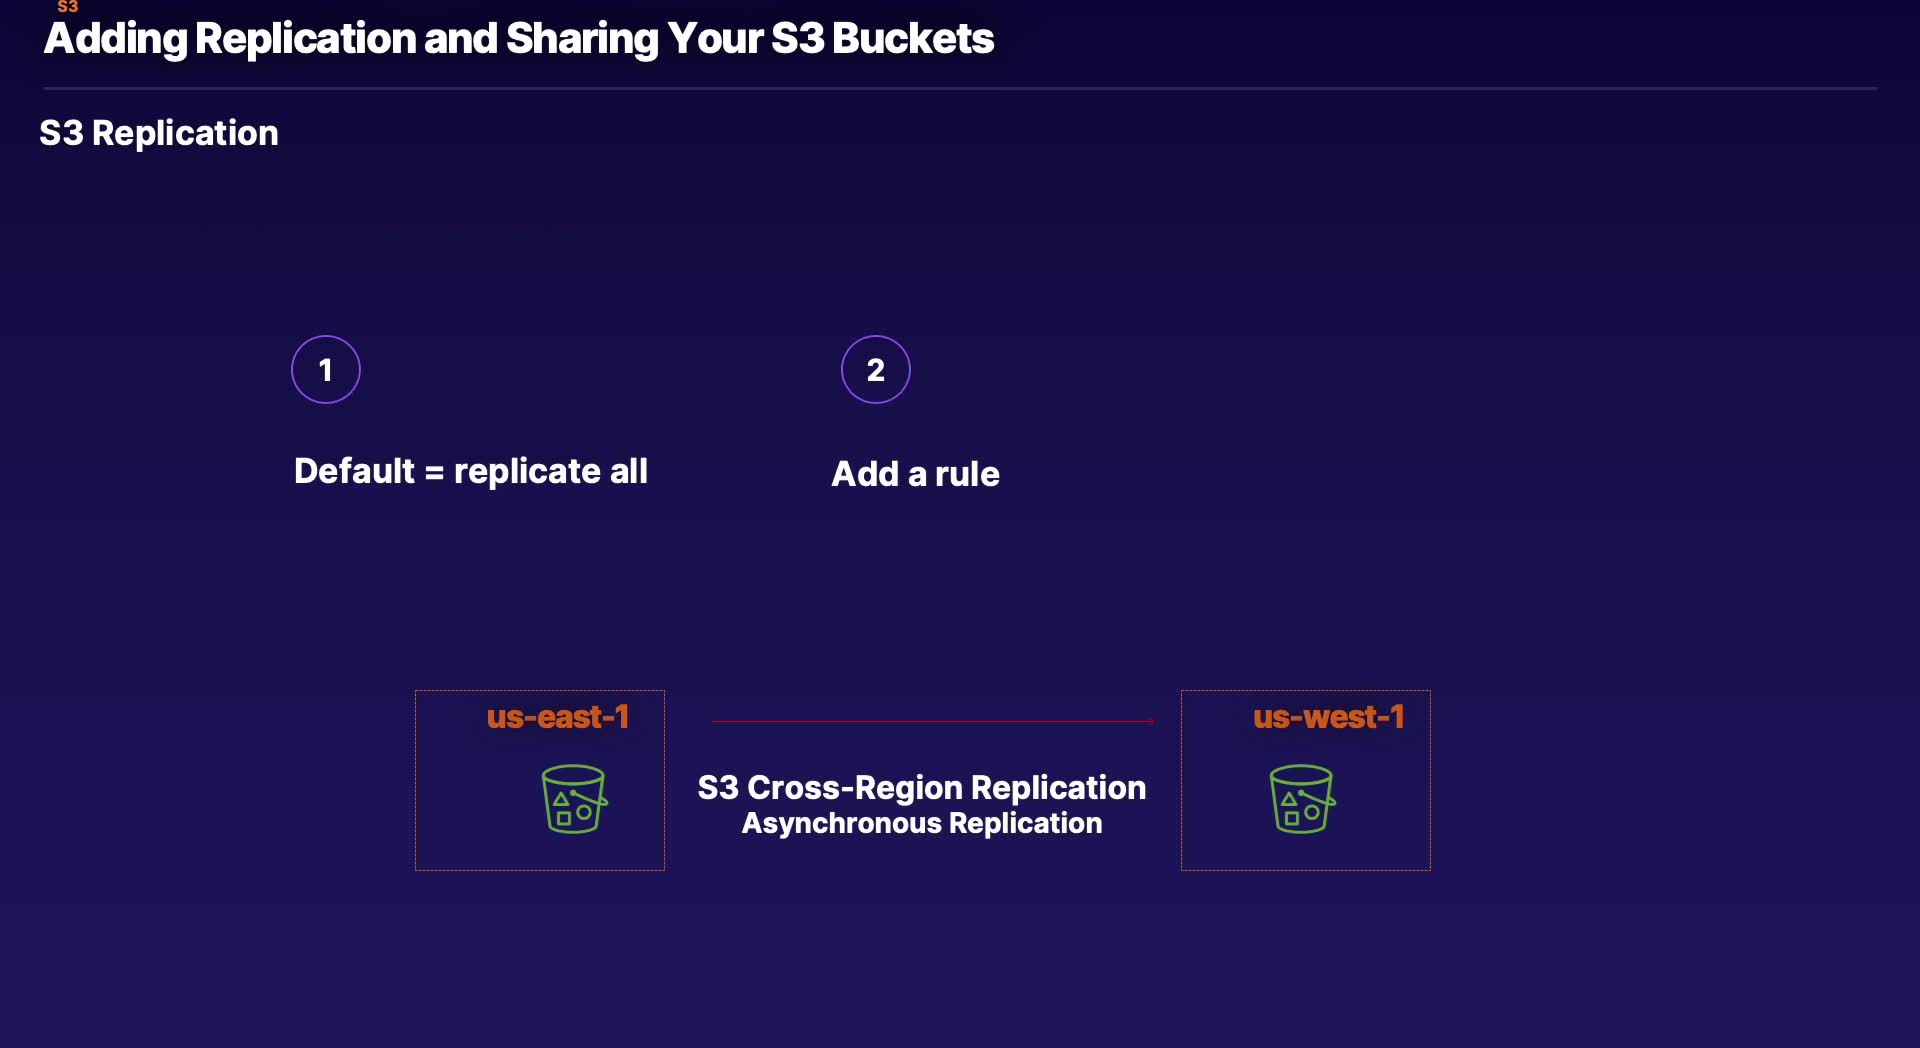 S3
Adding Replication and Sharing Your S3 Buckets
S3 Replication
1
2
Default = replicate all
Add a rule
us-east-1
us-west-1
S3 Cross-Region Replication
Asynchronous Replication